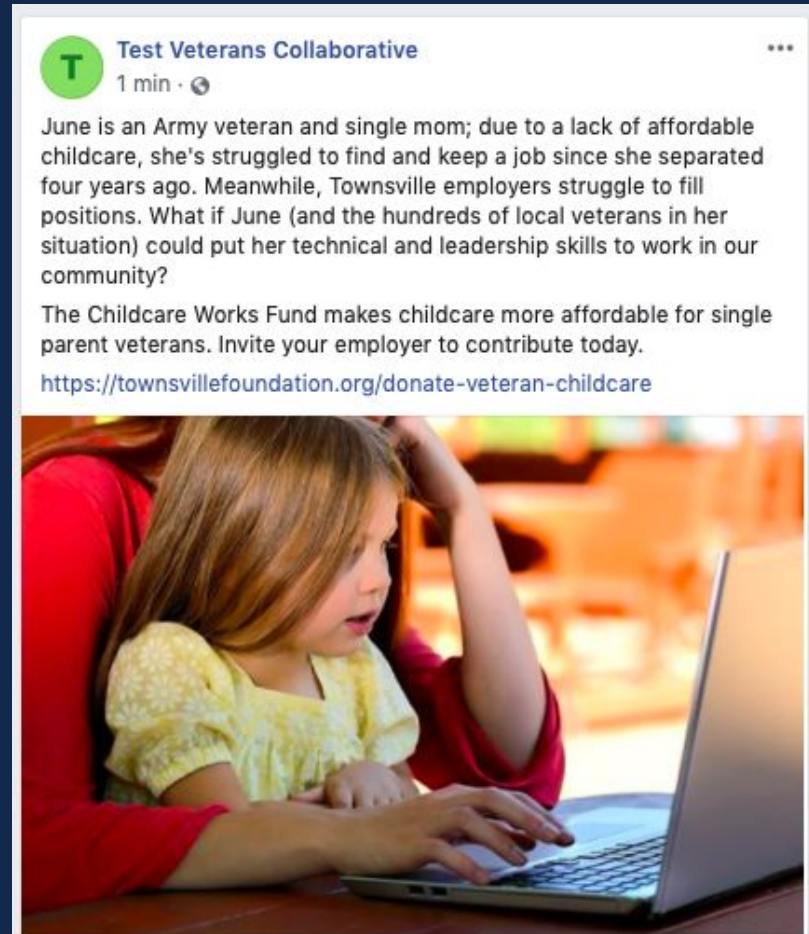 T
Test Veterans Collaborative
1 min ·
June is an Army veteran and single mom; due to a lack of affordable
childcare, she's struggled to find and keep a job since she separated
four years ago. Meanwhile, Townsville employers struggle to fill
positions. What if June (and the hundreds of local veterans in her
situation) could put her technical and leadership skills to work in our
community?
The Childcare Works Fund makes childcare more affordable for single
parent veterans. Invite your employer to contribute today.
https://townsvillefoundation.org/donate-veteran-childcare